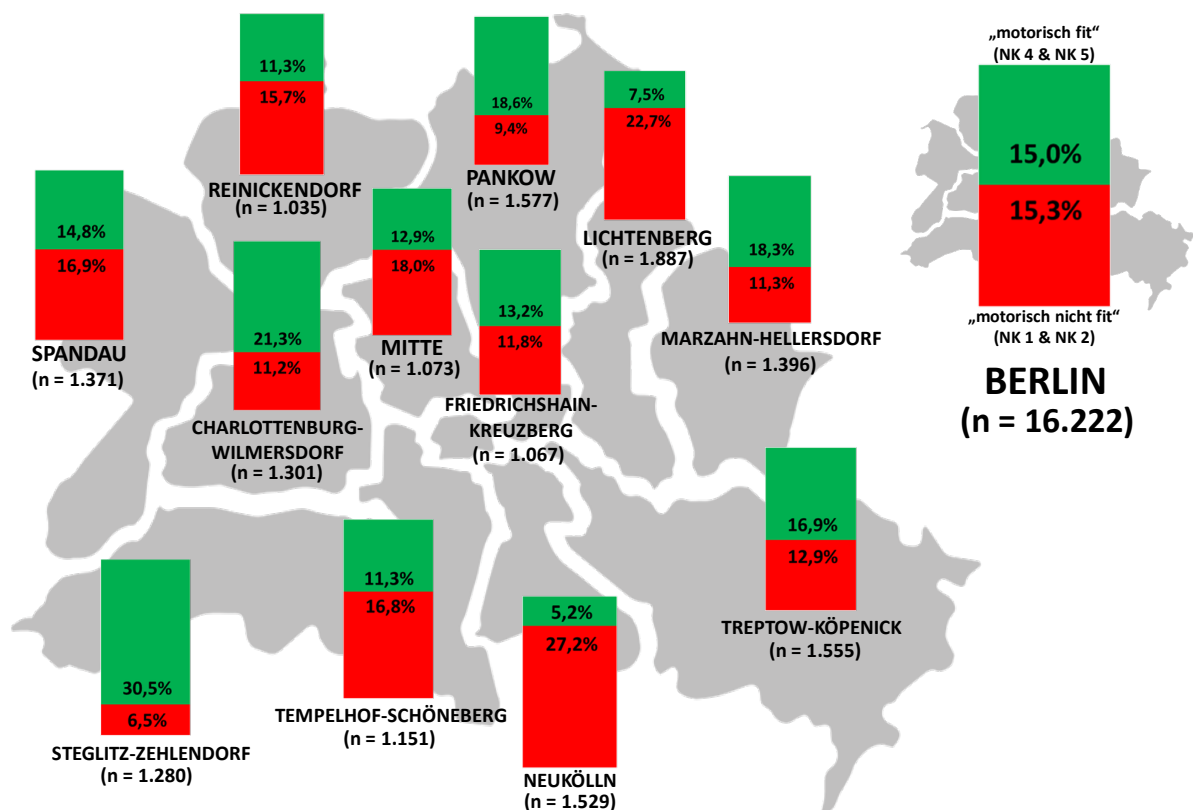 11,3%
15,7%
REINICKENDORF
(n = 1.035)
18,6%
9,4%
PANKOW
(n = 1.577)
7,5%
22,7%
LICHTENBERG
(n = 1.887)
„motorisch fit“
(NK 4 & NK 5)
15,0%
15,3%
„motorisch nicht fit“
(NK 1 & NK 2)
BERLIN
(n = 16.222)
14,8%
16,9%
SPANDAU
(n = 1.371)
21,3%
11,2%
CHARLOTTENBURG-
WILMERSDORF
(n = 1.301)
12,9%
18,0%
MITTE
(n = 1.073)
13,2%
11,8%
FRIEDRICHSHAIN-
KREUZBERG
(n = 1.067)
18,3%
11,3%
MARZAHN-HELLERSDORF
(n = 1.396)
30,5%
6,5%
STEGLITZ-ZEHLENDORF
(n = 1.280)
11,3%
16,8%
TEMPELHOF-SCHÖNEBERG
(n = 1.151)
5,2%
27,2%
NEUKÖLLN
(n = 1.529)
16,9%
12,9%
TREPTOW-KÖPENICK
(n = 1.555)